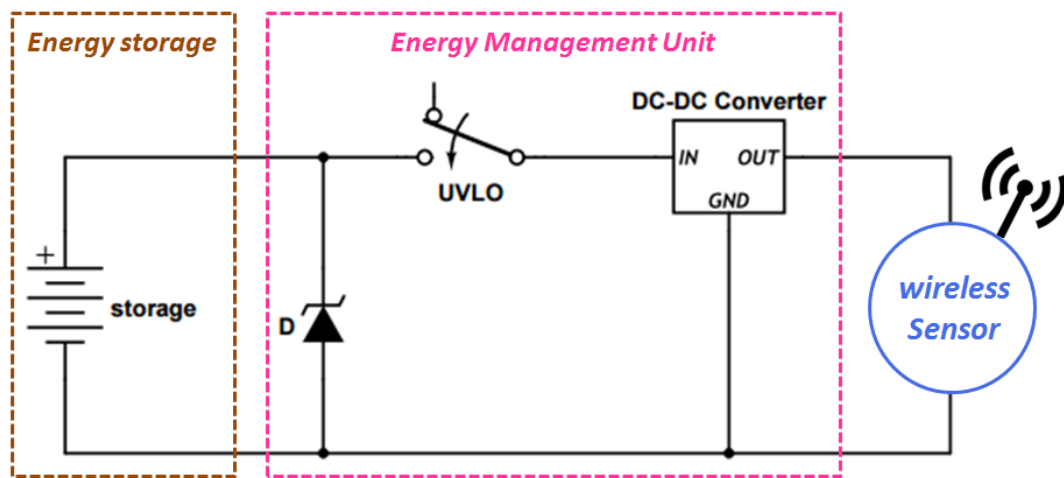 Energy storage
Energy Management Unit
DC-DC Converter
IN OUT
GND
UVLO
+
storage
D
wireless
Sensor